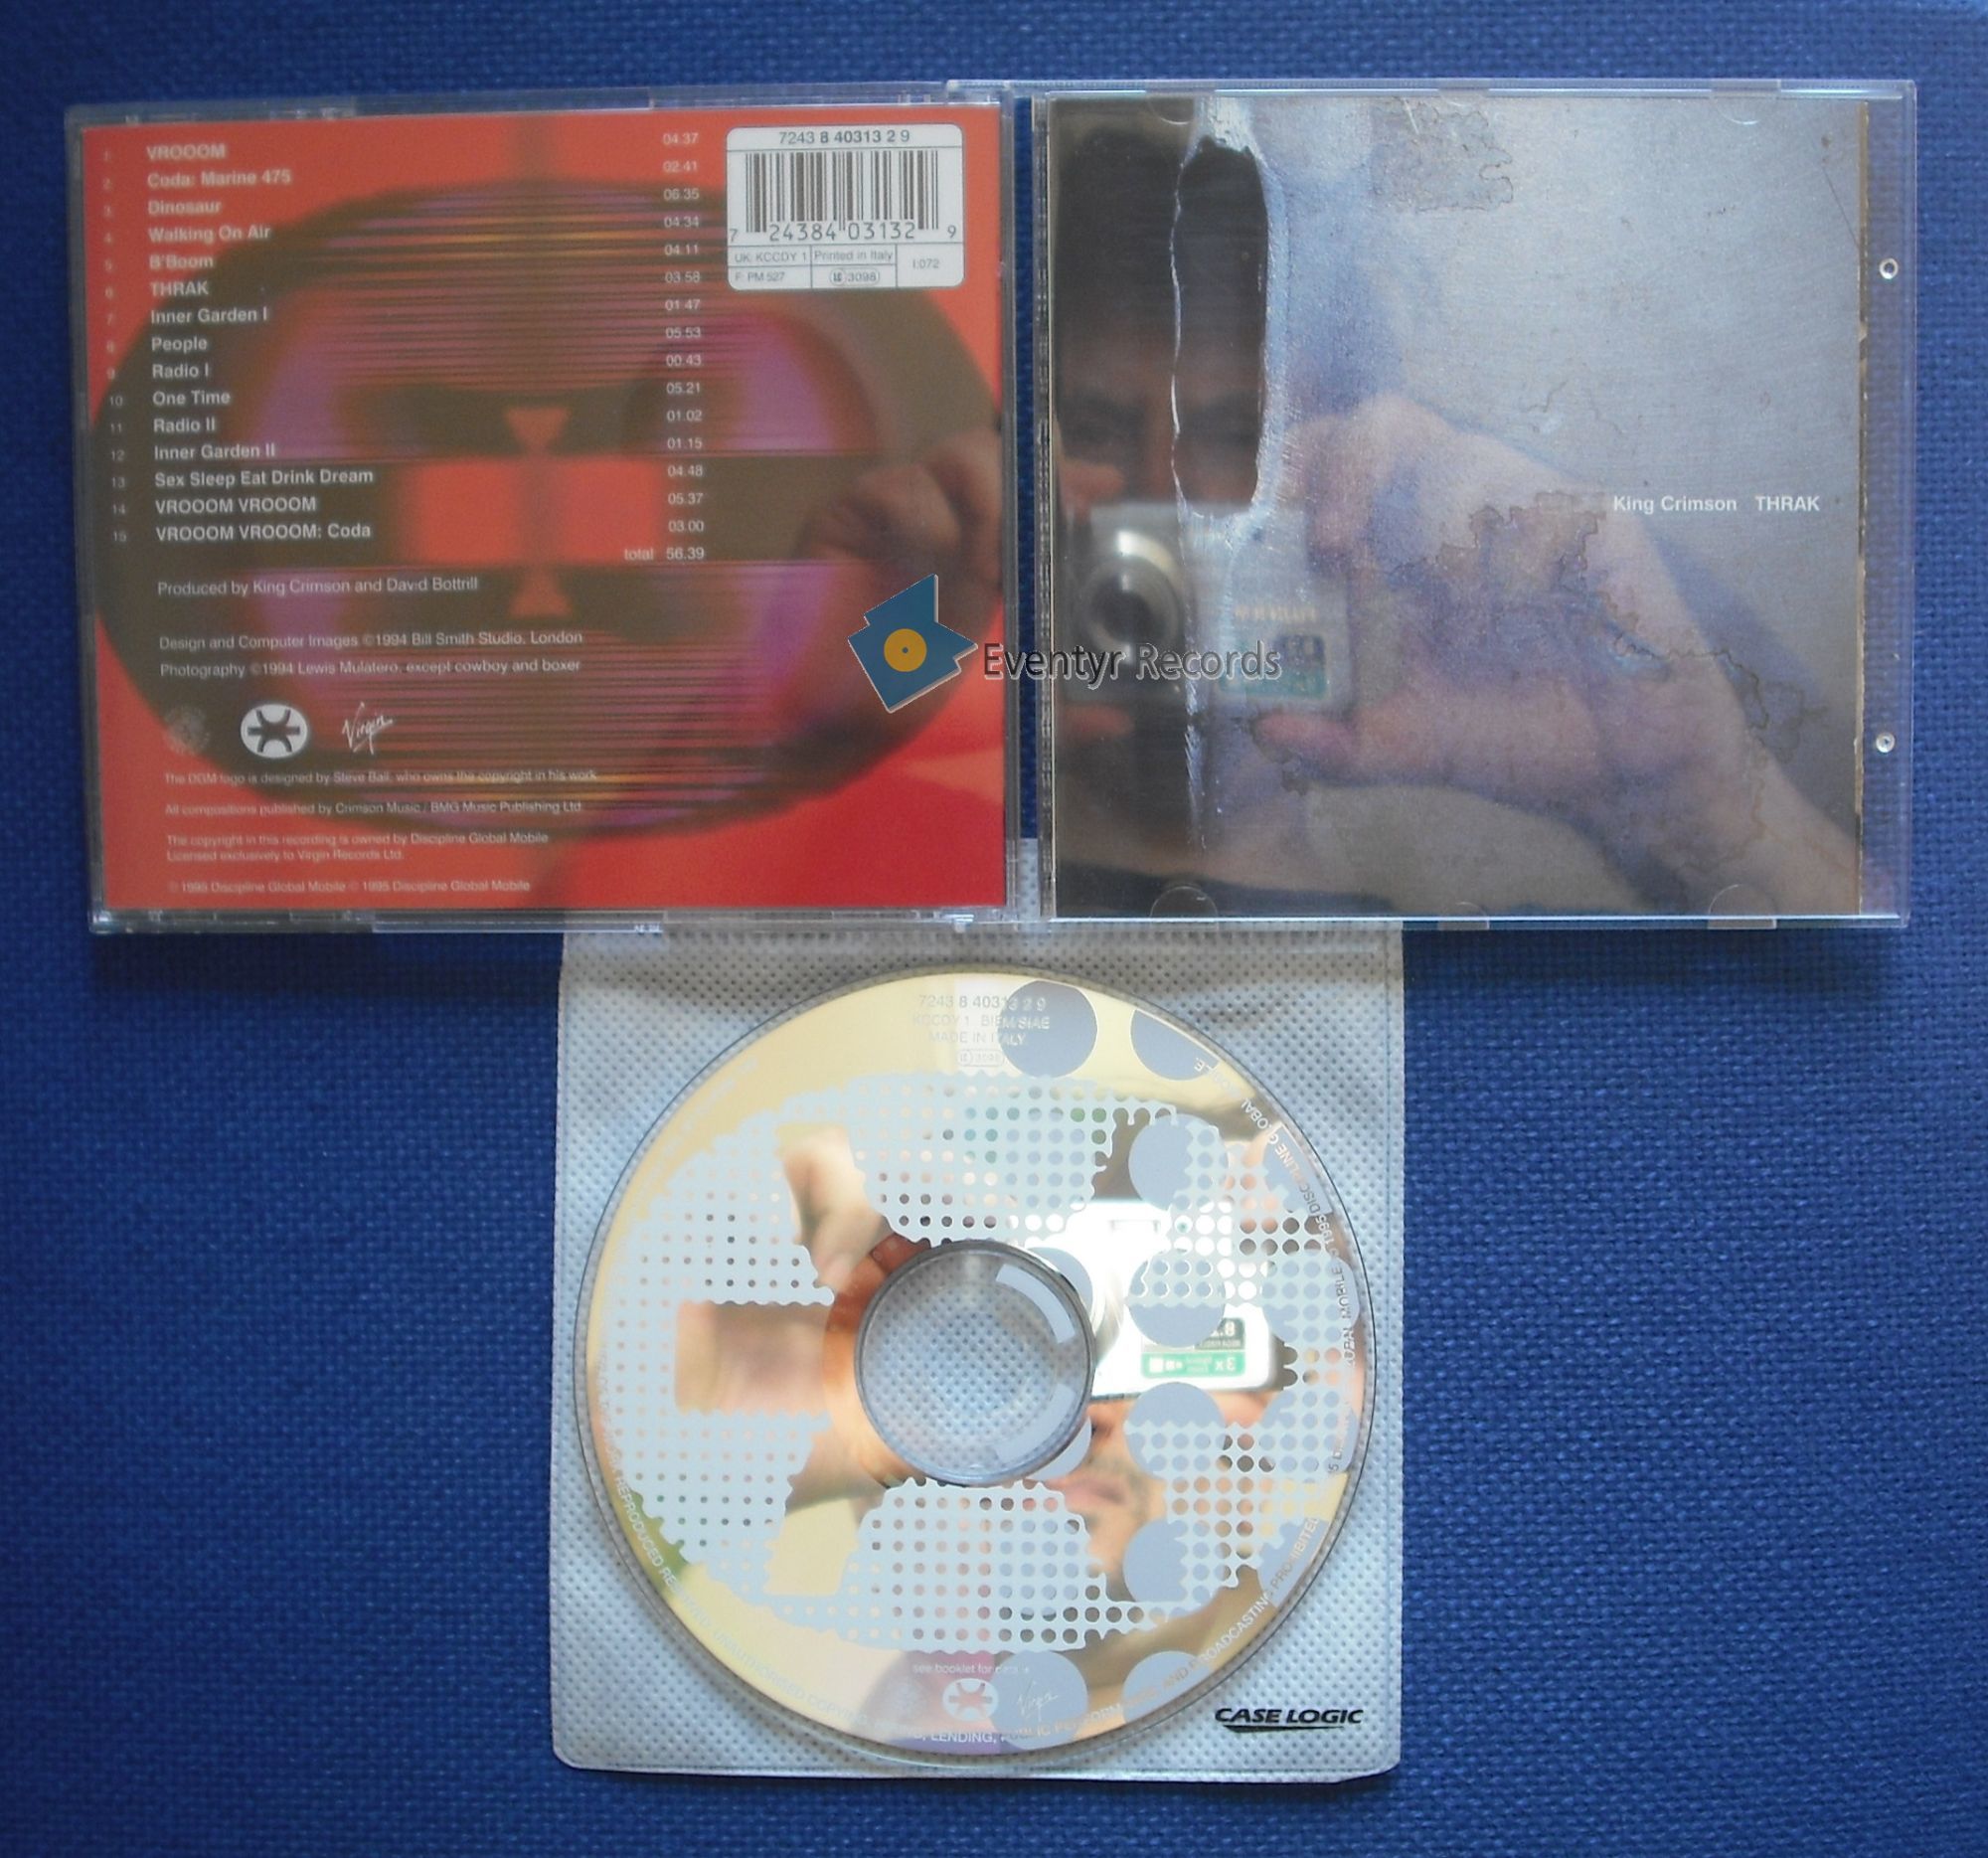 1 VROOOM 04.37
2 Coda: Marine 475 02.41
3 Dinosaur 06.35
4 Walking On Air 04.34
5 B'Boom 04.11
6 THRAK 03.58
7 Inner Garden I 01.47
8 People 05.53
9 Radio I 00.43
10 One Time 05.21
11 Radio II 01.02
12 Inner Garden II 01.15
13 Sex Sleep Eat Drink Dream 04.48
14 VROOOM VROOOM 05.37
15 VROOOM VROOOM: Coda 03.00
total 56.39
Produced by King Crimson and David Bottrill
Design and Computer Images ©1994 Bill Smith Studio, London
Photography ©1994 Lewis Mulatero, except cowboy and boxer
Virgin
The DGM logo is designed by Steve Ball, who owns the copyright in his work.
All compositions published by Crimson Music / BMG Music Publishing Ltd.
The copyright in this recording is owned by Discipline Global Mobile
Licensed exclusively to Virgin Records Ltd.
℗ 1995 Discipline Global Mobile © 1995 Discipline Global Mobile
7243 8 40313 2 9
7 24384 03132 9
UK: KCCDY 1 Printed in Italy I:072
F: PM 527 LC 3098
King Crimson THRAK
Eventyr Records
7243 8 40313 2 9
KCCDY 1 BIEM/SIAE
MADE IN ITALY
LC 3098
see booklet for
Virgin
CASE LOGIC